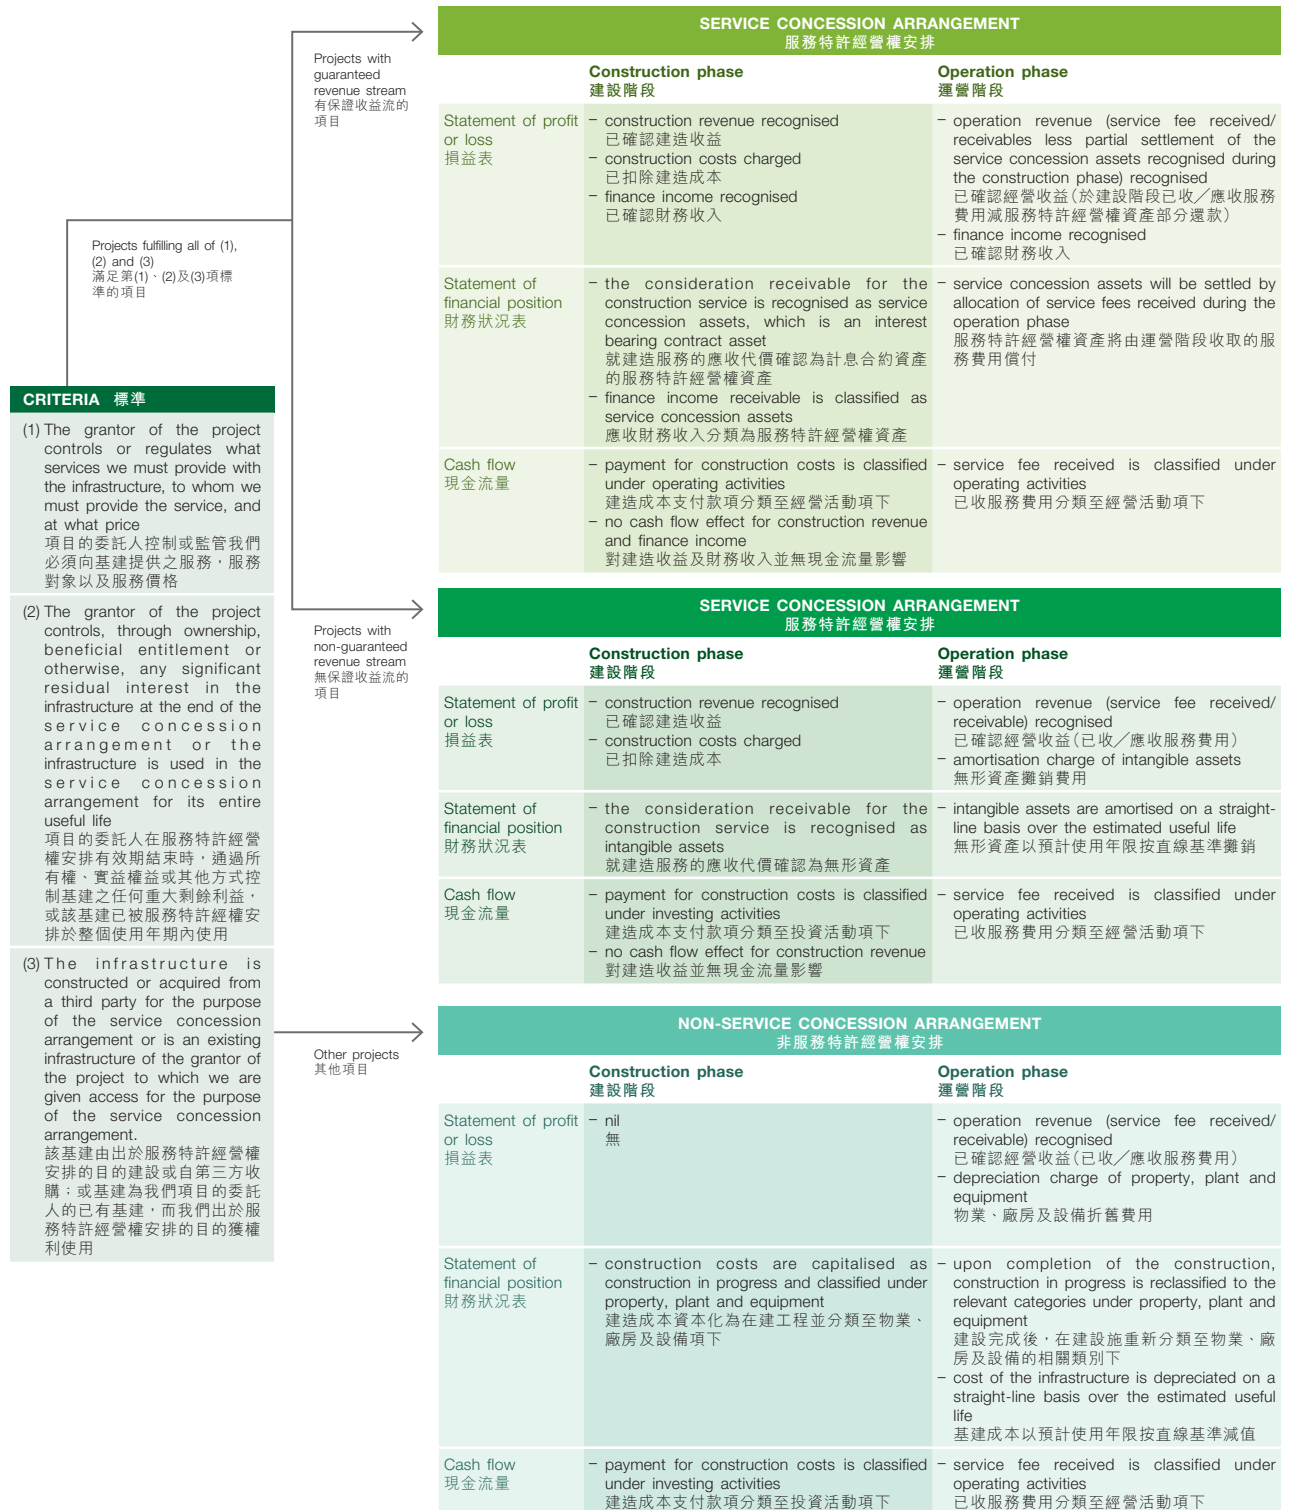 CRITERIA 標準
(1) The grantor of the project
controls or regulates what
services we must provide with
the infrastructure, to whom we
must provide the service, and
at what price
項目的委託人控制或監管我們
必須向基建提供之服務，服務
對象以及服務價格
(2) The grantor of the project
controls, through ownership,
beneficial entitlement or
otherwise, any significant
residual interest in the
infrastructure at the end of the
service concession
arrangement or the
infrastructure is used in the
service concession
arrangement for its entire
useful life
項目的委託人在服務特許經營
權安排有效期結束時，通過所
有權、實益權益或其他方式控
制基建之任何重大剩餘利益，
或該基建已被服務特許經權安
排於整個使用年期內使用
(3) The infrastructure is
constructed or acquired from
a third party for the purpose
of the service concession
arrangement or is an existing
infrastructure of the grantor of
the project to which we are
given access for the purpose
of the service concession
arrangement.
該基建由出於服務特許經營權
安排的目的建設或自第三方收
購；或基建為我們項目的委託
人的已有基建，而我們出於服
務特許經營權安排的目的獲權
利使用
Projects fulfilling all of (1),
(2) and (3)
滿足第(1)、(2)及(3)項標
準的項目
Projects with
guaranteed
revenue stream
有保證收益流的
項目
SERVICE CONCESSION ARRANGEMENT
服務特許經營權安排
Construction phase
建設階段
Operation phase
運營階段
Statement of profit
or loss
損益表
– construction revenue recognised
已確認建造收益
– construction costs charged
已扣除建造成本
– finance income recognised
已確認財務收入
– operation revenue (service fee received/
receivables less partial settlement of the
service concession assets recognised during
the construction phase) recognised
已確認經營收益（於建設階段已收╱應收服務
費用減服務特許經營權資產部分還款）
– finance income recognised
已確認財務收入
Statement of
financial position
財務狀況表
– the consideration receivable for the
construction service is recognised as service
concession assets, which is an interest
bearing contract asset
就建造服務的應收代價確認為計息合約資產
的服務特許經營權資產
– finance income receivable is classified as
service concession assets
應收財務收入分類為服務特許經營權資產
– service concession assets will be settled by
allocation of service fees received during the
operation phase
服務特許經營權資產將由運營階段收取的服
務費用償付
Cash flow
現金流量
– payment for construction costs is classified
under operating activities
建造成本支付款項分類至經營活動項下
– no cash flow effect for construction revenue
and finance income
對建造收益及財務收入並無現金流量影響
– service fee received is classified under
operating activities
已收服務費用分類至經營活動項下
Projects with
non-guaranteed
revenue stream
無保證收益流的
項目
SERVICE CONCESSION ARRANGEMENT
服務特許經營權安排
Construction phase
建設階段
Operation phase
運營階段
Statement of profit
or loss
損益表
– construction revenue recognised
已確認建造收益
– construction costs charged
已扣除建造成本
– operation revenue (service fee received/
receivable) recognised
已確認經營收益（已收╱應收服務費用）
– amortisation charge of intangible assets
無形資產攤銷費用
Statement of
financial position
財務狀況表
– the consideration receivable for the
construction service is recognised as
intangible assets
就建造服務的應收代價確認為無形資產
– intangible assets are amortised on a straight-
line basis over the estimated useful life
無形資產以預計使用年限按直線基準攤銷
Cash flow
現金流量
– payment for construction costs is classified
under investing activities
建造成本支付款項分類至投資活動項下
– no cash flow effect for construction revenue
對建造收益並無現金流量影響
– service fee received is classified under
operating activities
已收服務費用分類至經營活動項下
Other projects
其他項目
NON-SERVICE CONCESSION ARRANGEMENT
非服務特許經營權安排
Construction phase
建設階段
Operation phase
運營階段
Statement of profit
or loss
損益表
– nil
無
– operation revenue (service fee received/
receivable) recognised
已確認經營收益（已收╱應收服務費用）
– depreciation charge of property, plant and
equipment
物業、廠房及設備折舊費用
Statement of
financial position
財務狀況表
– construction costs are capitalised as
construction in progress and classified under
property, plant and equipment
建造成本資本化為在建工程並分類至物業、
廠房及設備項下
– upon completion of the construction,
construction in progress is reclassified to the
relevant categories under property, plant and
equipment
建設完成後，在建設施重新分類至物業、廠
房及設備的相關類別下
– cost of the infrastructure is depreciated on a
straight-line basis over the estimated useful
life
基建成本以預計使用年限按直線基準減值
Cash flow
現金流量
– payment for construction costs is classified
under investing activities
建造成本支付款項分類至投資活動項下
– service fee received is classified under
operating activities
已收服務費用分類至經營活動項下